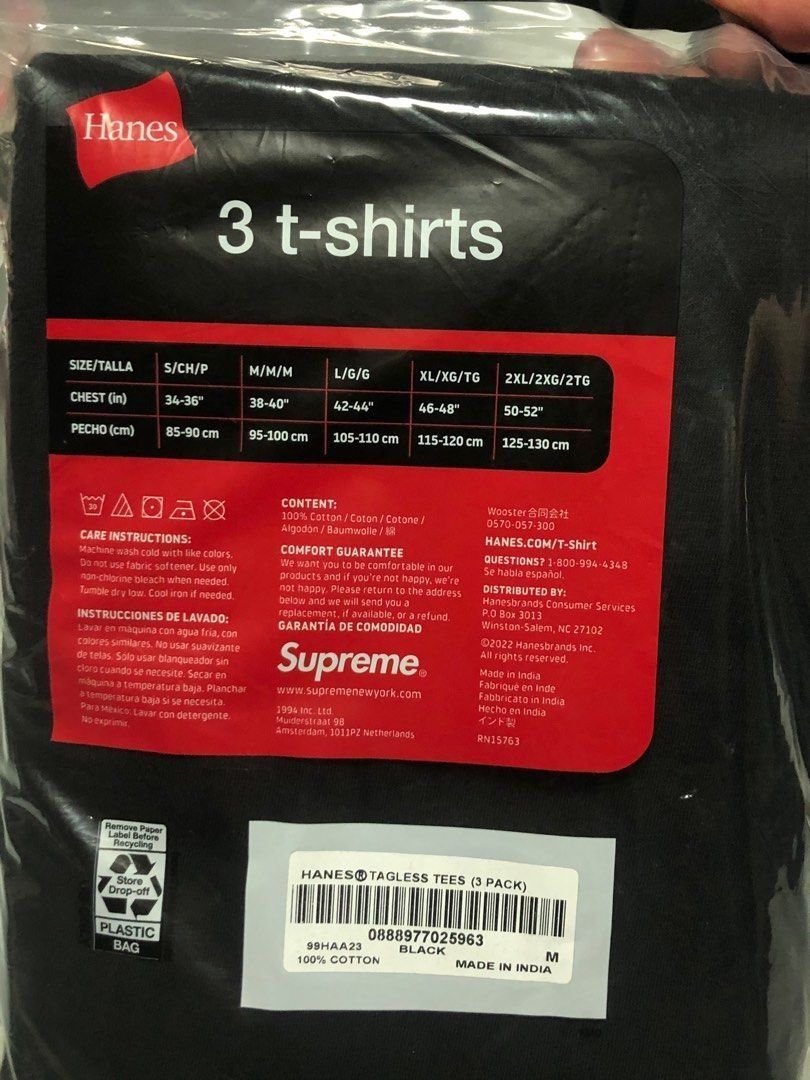 Hanes
3 t-shirts
SIZE/TALLA S/CH/P M/M/M L/G/G XL/XG/TG 2XL/2XG/2TG
CHEST (in) 34-36" 38-40" 42-44" 46-48" 50-52"
PECHO (cm) 85-90 cm 95-100 cm 105-110 cm 115-120 cm 125-130 cm
30
CARE INSTRUCTIONS:
Machine wash cold with like colors.
Do not use fabric softener. Use only
non-chlorine bleach when needed.
Tumble dry low. Cool iron if needed.
INSTRUCCIONES DE LAVADO:
Lavar en máquina con agua fria, con
colores similares. No usar suavizante
de telas. Sólo usar blanqueador sin
cloro cuando se necesite. Secar en
máquina a temperatura baja. Planchar
a temperatura baja si se necesita.
Para México: Lavar con detergente.
No exprimir.
CONTENT:
100% Cotton / Coton / Cotone /
Algodón / Baumwolle / 綿
COMFORT GUARANTEE
We want you to be comfortable in our
products and if you're not happy, we're
not happy. Please return to the address
below and we will send you a
replacement, if available, or a refund.
GARANTÍA DE COMODIDAD
Supreme®
www.supremenewyork.com
1994 Inc. Ltd.
Muiderstraat 98
Amsterdam, 1011PZ Netherlands
Wooster合同会社
0570-057-300
HANES.COM/T-Shirt
QUESTIONS? 1-800-994-4348
Se habla español.
DISTRIBUTED BY:
Hanesbrands Consumer Services
P.O Box 3013
Winston-Salem, NC 27102
©2022 Hanesbrands Inc.
All rights reserved.
Made in India
Fabriqué en Inde
Fabbricato in India
Hecho en India
インド製
RN15763
Remove Paper
Label Before
Recycling
Store
Drop-off
PLASTIC
BAG
HANES® TAGLESS TEES (3 PACK)
0888977025963
99HAA23 BLACK M
100% COTTON MADE IN INDIA